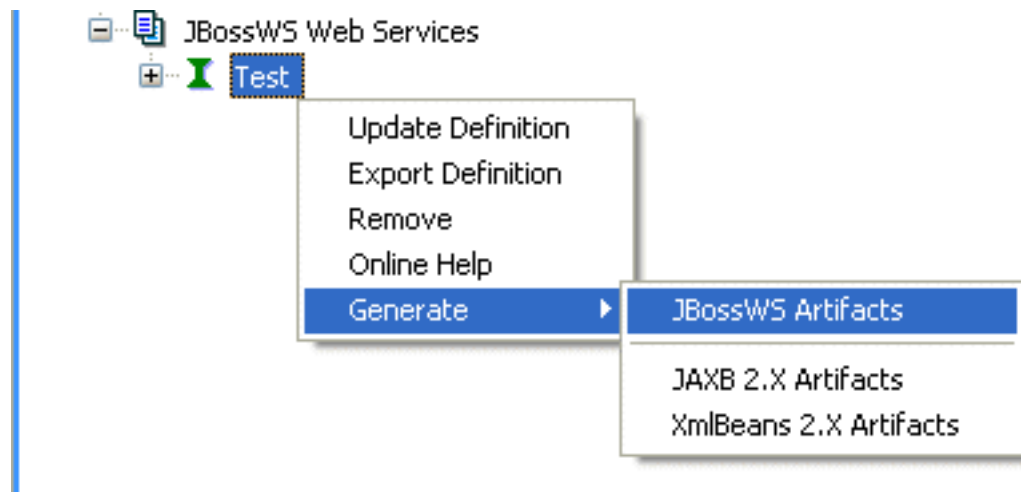 JBossWS Web Services
Test
Update Definition
Export Definition
Remove
Online Help
Generate
JBossWS Artifacts
JAXB 2.X Artifacts
XmlBeans 2.X Artifacts